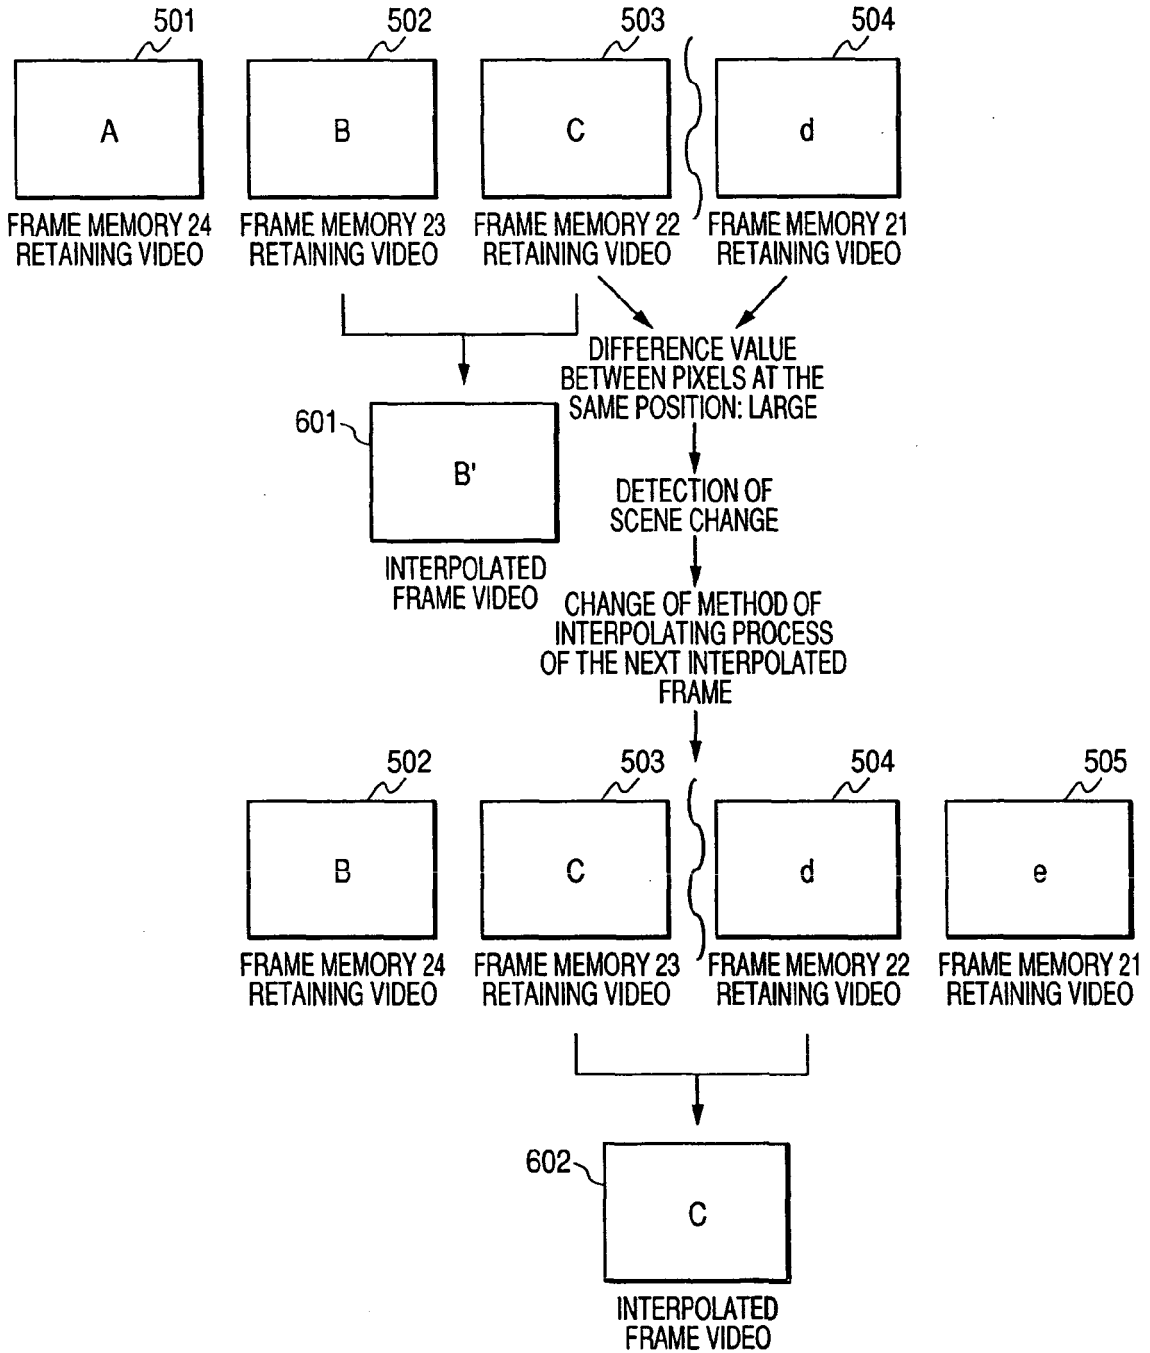 501
502
503
504
A
B
C
d
FRAME MEMORY 24
RETAINING VIDEO
FRAME MEMORY 23
RETAINING VIDEO
FRAME MEMORY 22
RETAINING VIDEO
FRAME MEMORY 21
RETAINING VIDEO
DIFFERENCE VALUE
BETWEEN PIXELS AT THE
SAME POSITION: LARGE
601
B'
INTERPOLATED
FRAME VIDEO
DETECTION OF
SCENE CHANGE
CHANGE OF METHOD OF
INTERPOLATING PROCESS
OF THE NEXT INTERPOLATED
FRAME
502
503
504
505
B
C
d
e
FRAME MEMORY 24
RETAINING VIDEO
FRAME MEMORY 23
RETAINING VIDEO
FRAME MEMORY 22
RETAINING VIDEO
FRAME MEMORY 21
RETAINING VIDEO
602
C
INTERPOLATED
FRAME VIDEO